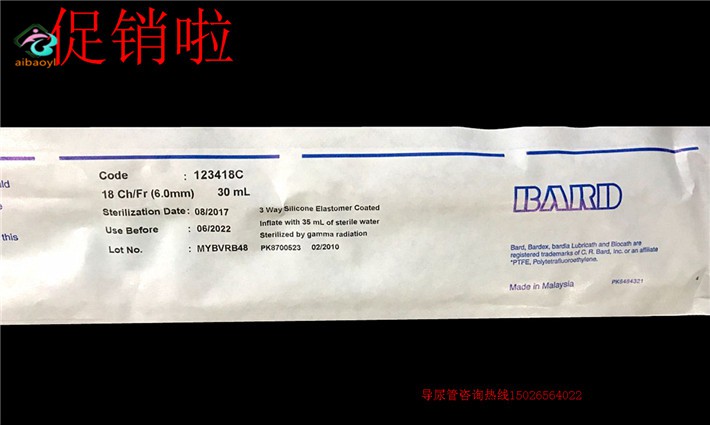 促销啦
aibaoyl
Code : 123418C
18 Ch/Fr (6.0mm) 30 mL
Sterilization Date: 08/2017
Use Before : 06/2022
Lot No. : MYBVRB48
3 Way Silicone Elastomer Coated
Inflate with 35 mL of sterile water
Sterilized by gamma radiation
PK8700523 02/2010
this
BARD
Bard, Bardex, bardia Lubricath and Biocath are
registered trademarks of C. R. Bard, Inc. or an affiliate
*PTFE, Polytetrafluoroethylene.
Made in Malaysia PK5484321
导尿管咨询热线15026564022